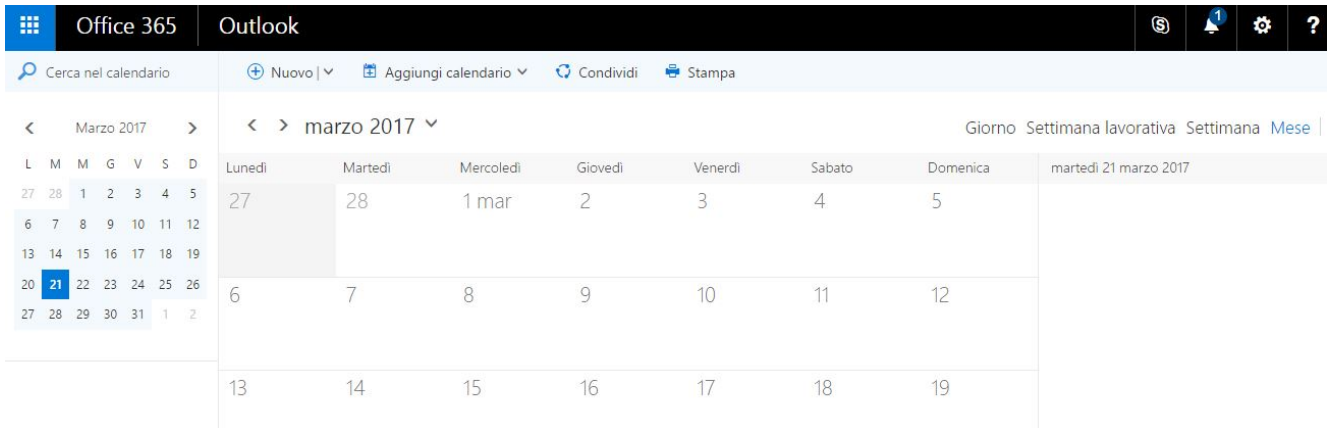 Office 365 Outlook 1 ?
Cerca nel calendario Nuovo | Aggiungi calendario Condividi Stampa
Marzo 2017
L M M G V S D
27 28 1 2 3 4 5
6 7 8 9 10 11 12
13 14 15 16 17 18 19
20 21 22 23 24 25 26
27 28 29 30 31 1 2
marzo 2017 Giorno Settimana lavorativa Settimana Mese
Lunedì Martedì Mercoledì Giovedì Venerdì Sabato Domenica martedì 21 marzo 2017
27 28 1 mar 2 3 4 5
6 7 8 9 10 11 12
13 14 15 16 17 18 19